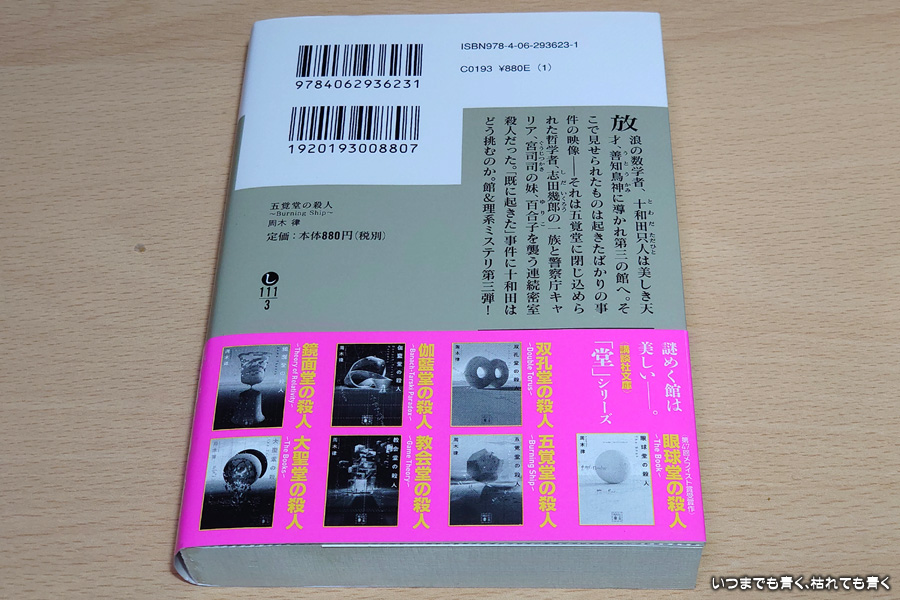 9784062936231
1920193008807
ISBN978-4-06-293623-1
C0193 ¥880E (1)
五覚堂の殺人
～Burning Ship～
周木 律
定価：本体880円（税別）
し
111
3
放浪の数学者、十和田只人は美しき天
才、善知鳥神に導かれ第三の館へ。そ
こで見せられたものは起きたばかりの事
件の映像――それは五覚堂に閉じ込めら
れた哲学者、志田幾郎の一族と警察庁キャ
リア、宮司司の妹、百合子を襲う連続密室
殺人だった。「既に起きた」事件に十和田は
どう挑むのか。館&理系ミステリ第三弾！
謎めく館は
美しい――。
講談社文庫
「堂」シリーズ
双孔堂の殺人
~Double Torus~
伽藍堂の殺人
~Banach-Tarski Paradox~
鏡面堂の殺人
~Theory of Relativity~
眼球堂の殺人
~The Book~
五覚堂の殺人
~Burning Ship~
教会堂の殺人
~Game Theory~
大聖堂の殺人
~The Books~
いつまでも青く、枯れても青く